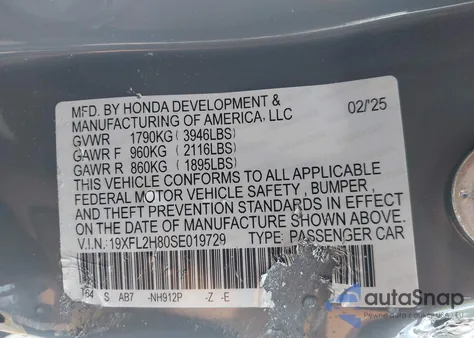 MFD. BY HONDA DEVELOPMENT &
MANUFACTURING OF AMERICA, LLC 02/'25
GVWR 1790KG (3946LBS)
GAWR F 960KG (2116LBS)
GAWR R 860KG (1895LBS)
THIS VEHICLE CONFORMS TO ALL APPLICABLE
FEDERAL MOTOR VEHICLE SAFETY , BUMPER ,
AND THEFT PREVENTION STANDARDS IN EFFECT
ON THE DATE OF MANUFACTURE SHOWN ABOVE.
V.I.N.: 19XFL2H80SE019729 TYPE: PASSENGER CAR
T64 S AB7 -NH912P -Z -E
autoSnap